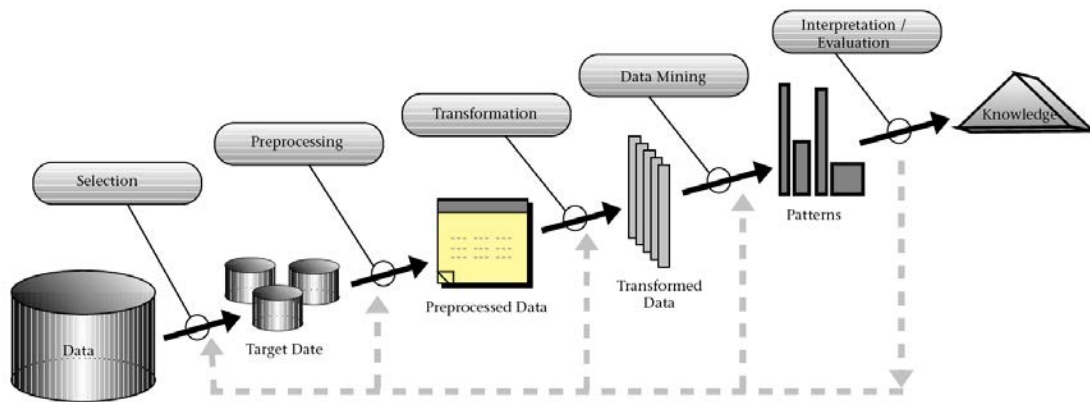 Interpretation /
Evaluation
Data Mining
Transformation
Preprocessing
Selection
Knowledge
Patterns
Transformed
Data
Preprocessed Data
Target Date
Data